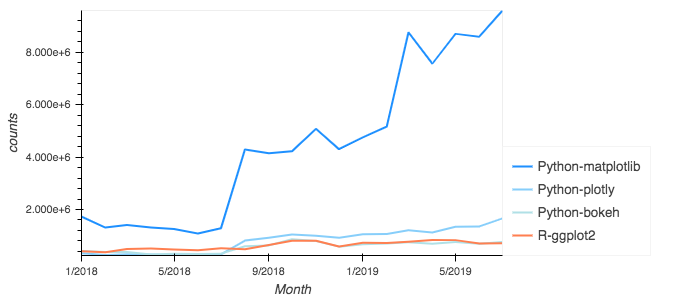 counts
8.000e+6
6.000e+6
4.000e+6
2.000e+6
1/2018 5/2018 9/2018 1/2019 5/2019
Month
Python-matplotlib
Python-plotly
Python-bokeh
R-ggplot2